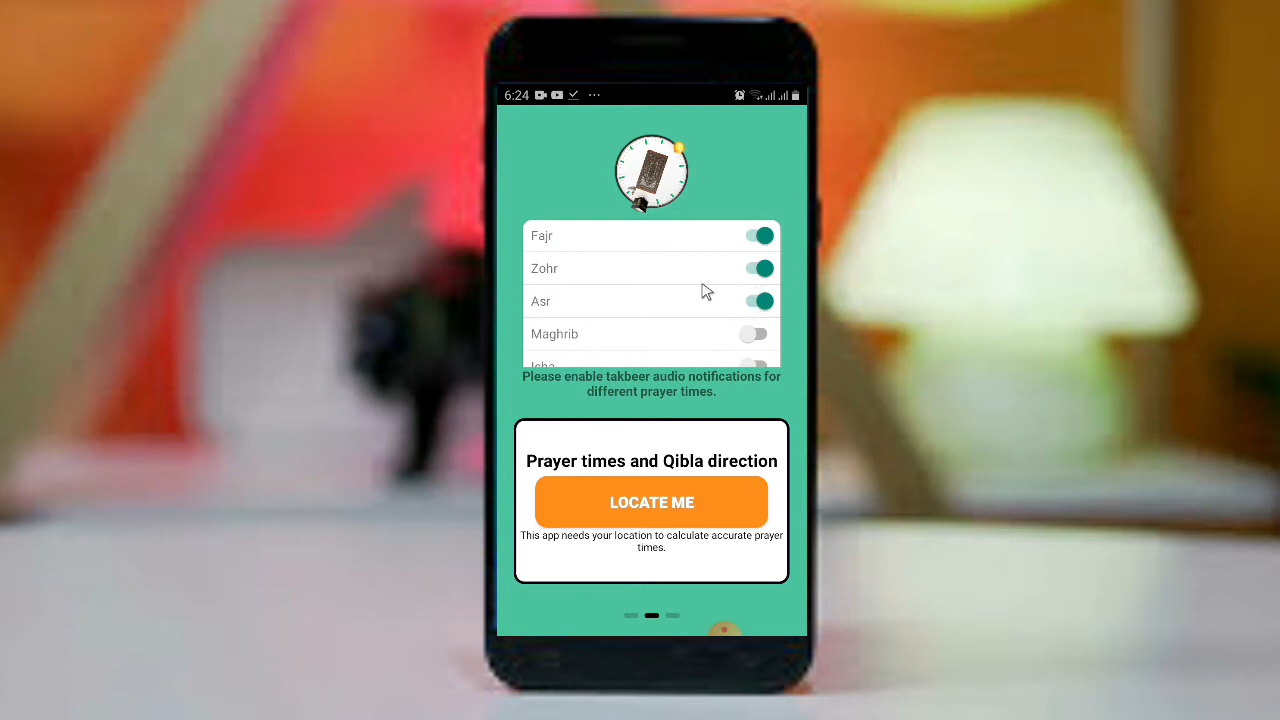 6:24
Fajr
Zohr
Asr
Maghrib
Isha
Please enable takbeer audio notifications for
different prayer times.
Prayer times and Qibla direction
LOCATE ME
This app needs your location to calculate accurate prayer
times.